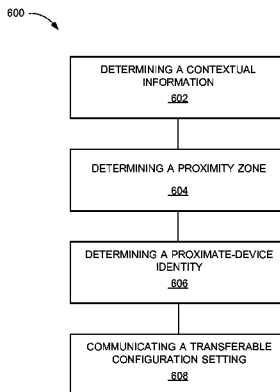 600
DETERMINING A CONTEXTUAL
INFORMATION
602
DETERMINING A PROXIMITY ZONE
604
DETERMINING A PROXIMATE-DEVICE
IDENTITY
606
COMMUNICATING A TRANSFERABLE
CONFIGURATION SETTING
608